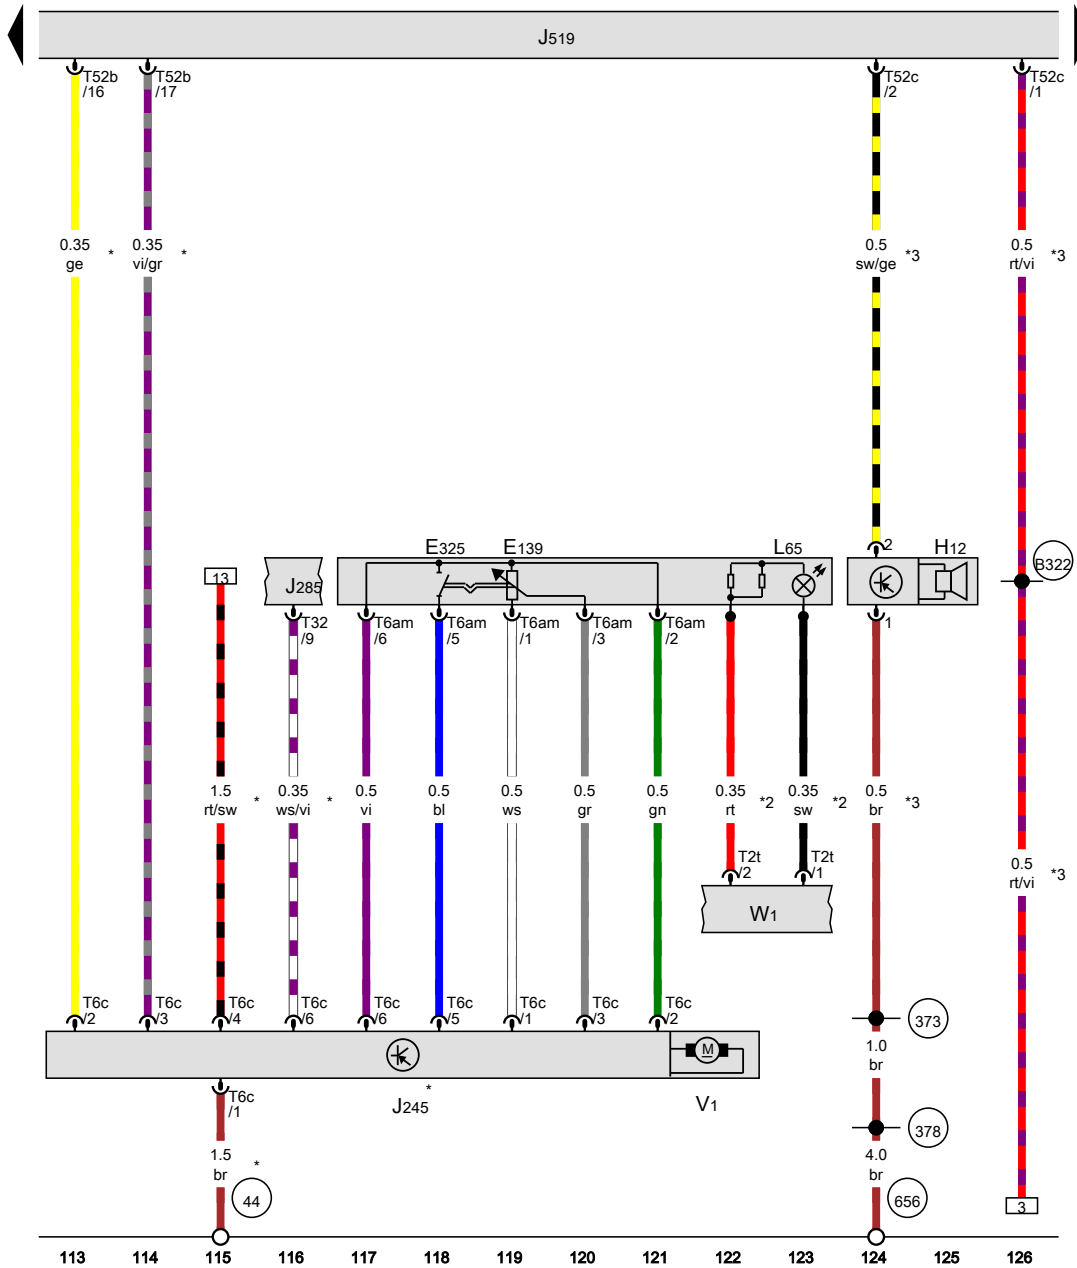 J519
T52b
/16
T52b
/17
T52c
/2
T52c
/1
0.35
ge
*
0.35
vi/gr
*
0.5
sw/ge
*3
0.5
rt/vi
*3
E325
E139
L65
2
H12
B322
13
J285
T32
/9
T6am
/6
T6am
/5
T6am
/1
T6am
/3
T6am
/2
1
1.5
rt/sw
*
0.35
ws/vi
*
0.5
vi
0.5
bl
0.5
ws
0.5
gr
0.5
gn
0.35
rt
*2
0.35
sw
*2
0.5
br
*3
T2t
/2
T2t
/1
0.5
rt/vi
*3
W1
T6c
/2
T6c
/3
T6c
/4
T6c
/6
T6c
/6
T6c
/5
T6c
/1
T6c
/3
T6c
/2
373
M
1.0
br
T6c
/1
J245
*
V1
378
1.5
br
*
4.0
br
44
656
3
113 114 115 116 117 118 119 120 121 122 123 124 125 126